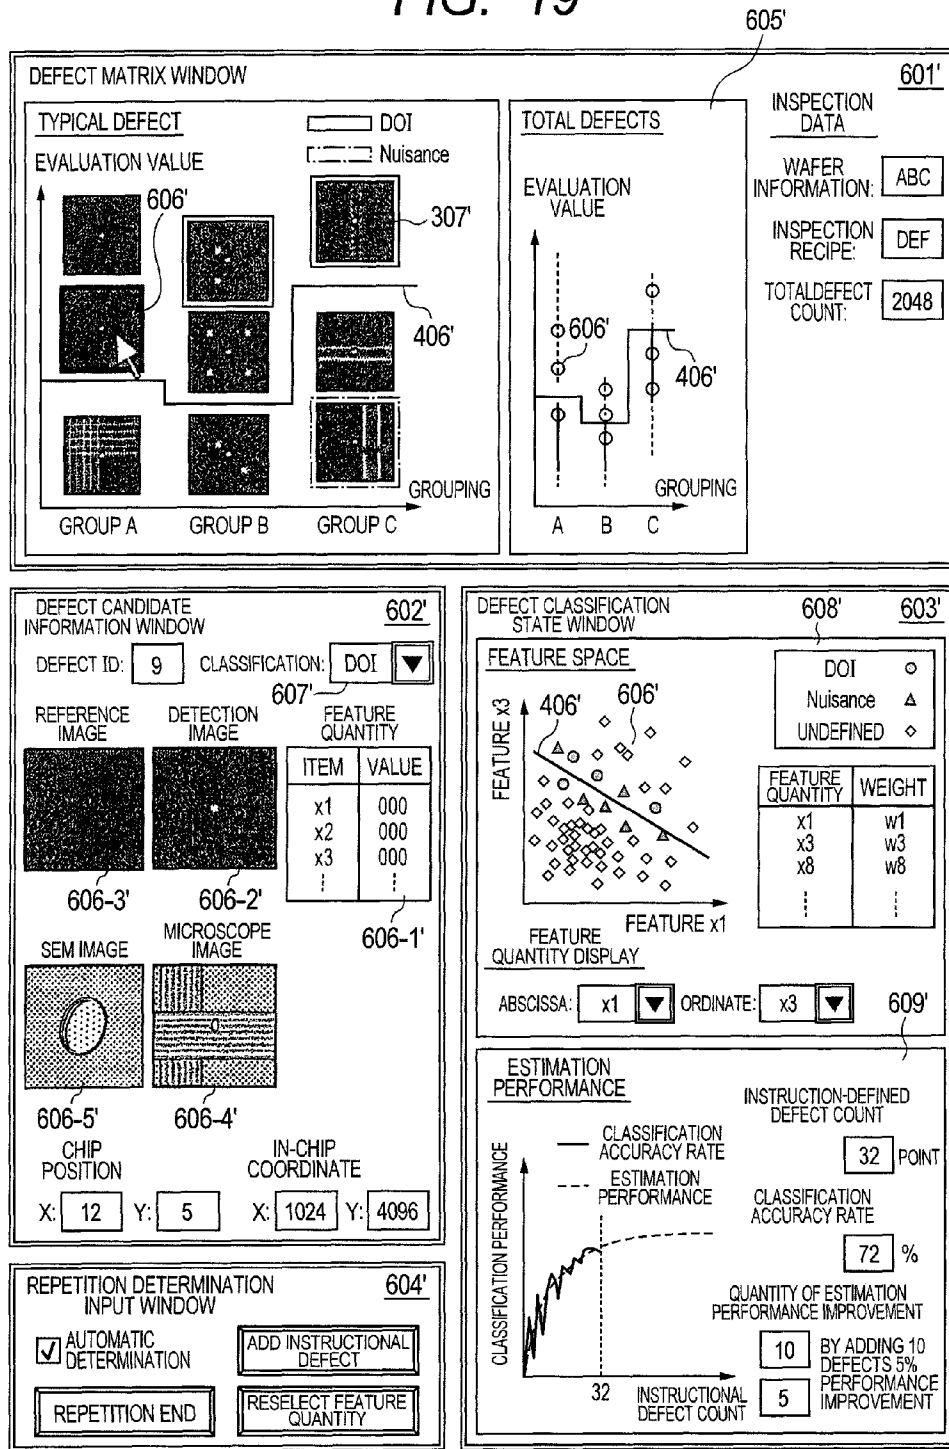 FIG. 19
605'
DEFECT MATRIX WINDOW
601'
TYPICAL DEFECT
DOI
Nuisance
EVALUATION VALUE
606'
307'
406'
GROUPING
GROUP A
GROUP B
GROUP C
TOTAL DEFECTS
EVALUATION
VALUE
606'
406'
GROUPING
A B C
INSPECTION
DATA
WAFER
INFORMATION: ABC
INSPECTION
RECIPE: DEF
TOTALDEFECT
COUNT: 2048
DEFECT CANDIDATE
INFORMATION WINDOW
602'
DEFECT ID: 9 CLASSIFICATION: DOI
607'
REFERENCE
IMAGE
DETECTION
IMAGE
FEATURE
QUANTITY
ITEM VALUE
x1 000
x2 000
x3 000
606-3'
606-2'
606-1'
SEM IMAGE
MICROSCOPE
IMAGE
606-5'
606-4'
CHIP
POSITION
IN-CHIP
COORDINATE
X: 12 Y: 5 X: 1024 Y: 4096
REPETITION DETERMINATION
INPUT WINDOW
604'
AUTOMATIC
DETERMINATION
ADD INSTRUCTIONAL
DEFECT
REPETITION END
RESELECT FEATURE
QUANTITY
DEFECT CLASSIFICATION
STATE WINDOW
608'
603'
FEATURE SPACE
DOI
Nuisance
UNDEFINED
406'
606'
FEATURE x3
FEATURE x1
FEATURE
QUANTITY WEIGHT
x1 w1
x3 w3
x8 w8
FEATURE
QUANTITY DISPLAY
ABSCISSA: x1 ORDINATE: x3
609'
ESTIMATION
PERFORMANCE
CLASSIFICATION
ACCURACY RATE
ESTIMATION
PERFORMANCE
CLASSIFICATION PERFORMANCE
32
INSTRUCTIONAL
DEFECT COUNT
INSTRUCTION-DEFINED
DEFECT COUNT
32 POINT
CLASSIFICATION
ACCURACY RATE
72 %
QUANTITY OF ESTIMATION
PERFORMANCE IMPROVEMENT
10
5
BY ADDING 10
DEFECTS 5%
PERFORMANCE
IMPROVEMENT